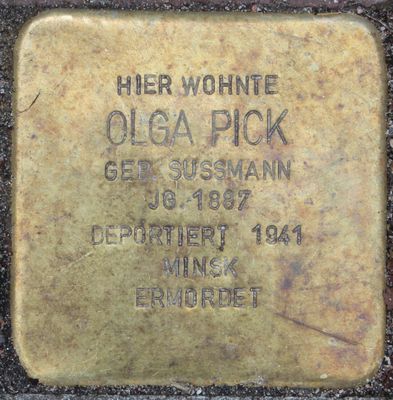 HIER WOHNTE
OLGA PICK
GEB. SUSSMANN
JG. 1887
DEPORTIERT 1941
MINSK
ERMORDET